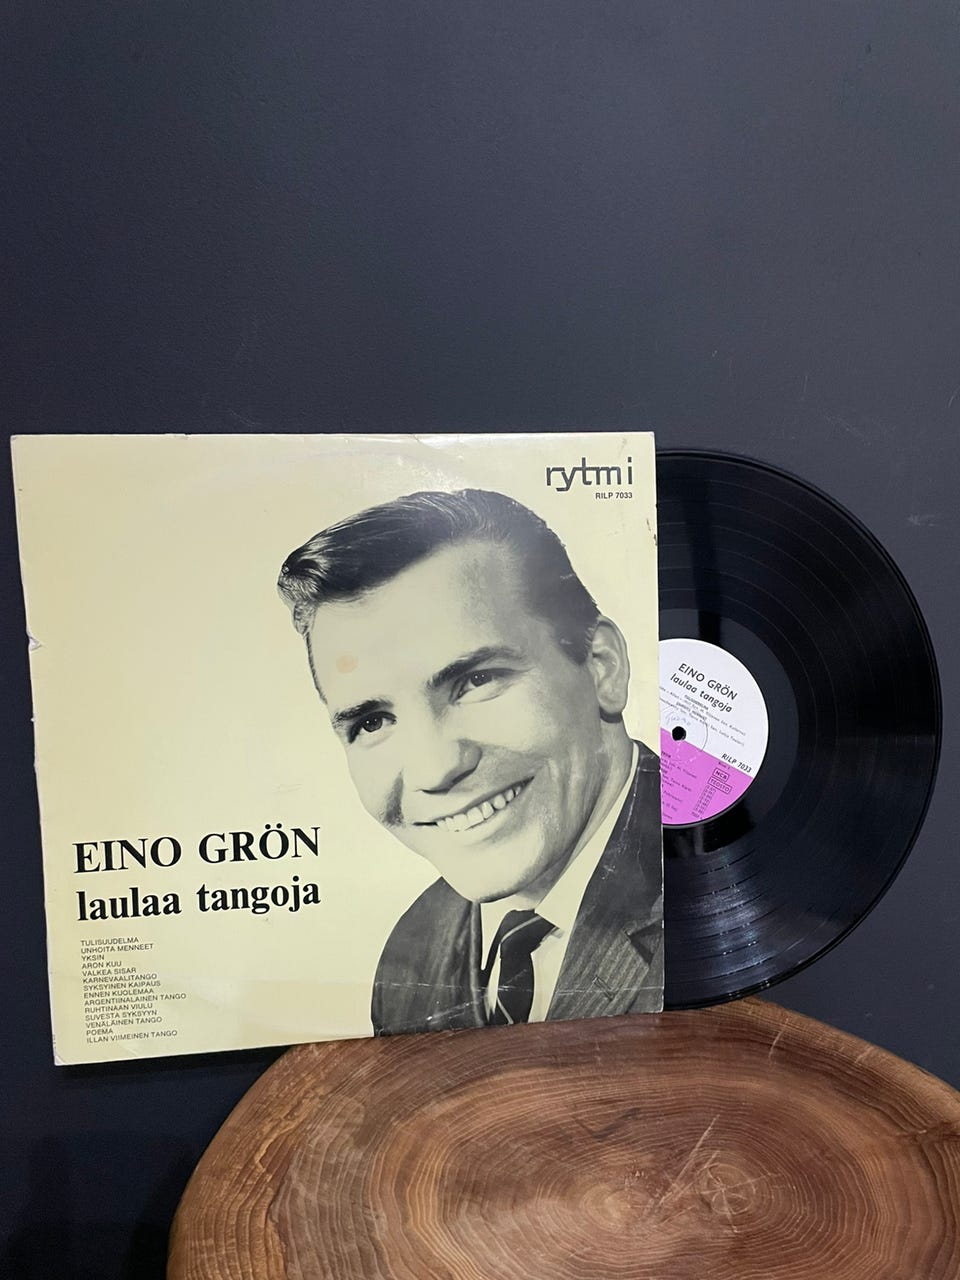 rytmi
RILP 7033
EINO GRÖN
laulaa tangoja
TULISUUDELMA
UNHOITA MENNEET
YKSIN
ARON KUU
VALKEA SISAR
KARNEVAALITANGO
SYKSYINEN KAIPAUS
ENNEN KUOLEMAA
ARGENTIINALAINEN TANGO
RUHTINAAN VIULU
SUVESTA SYKSYYN
VENÄLÄINEN TANGO
POEMA
ILLAN VIIMEINEN TANGO
EINO GRÖN
laulaa tangoja
RILP 7033
NCB
TEOSTO